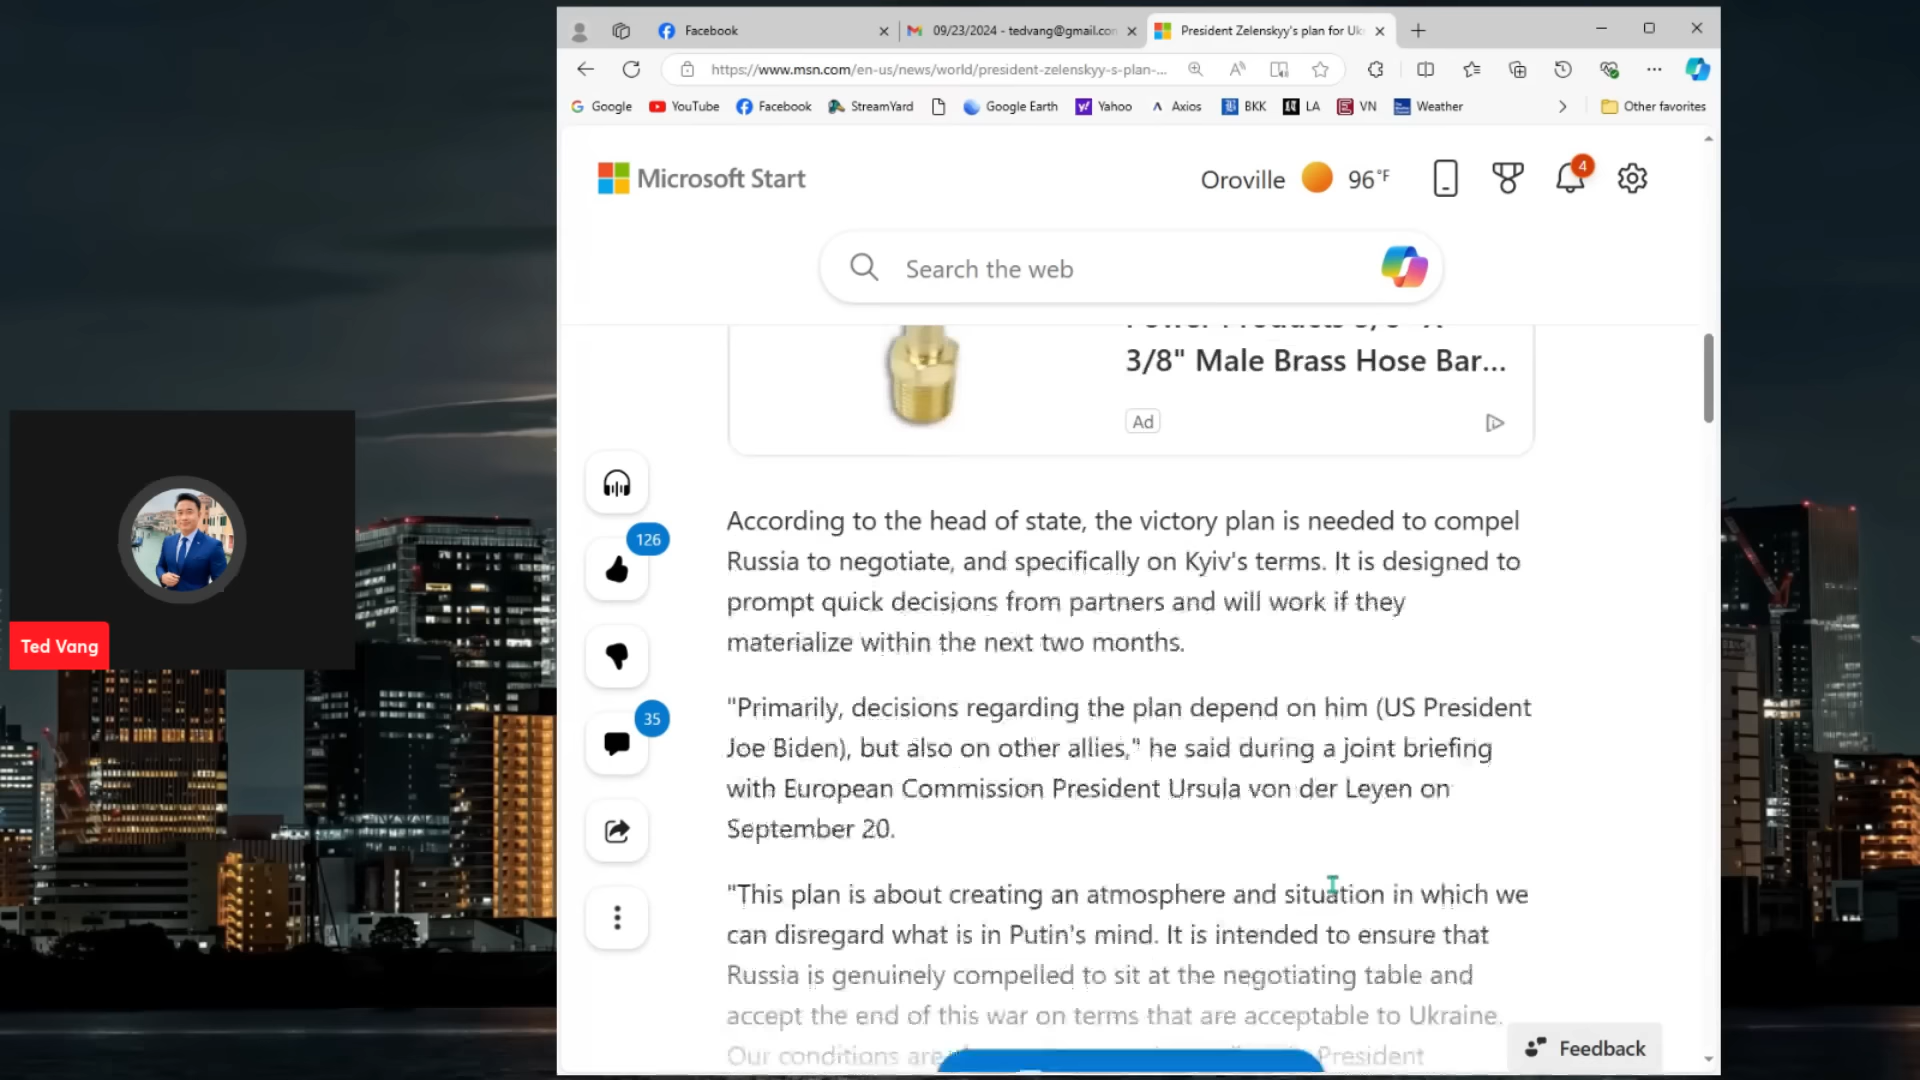 Facebook
09/23/2024 - tedvang@gmail.con
President Zelenskyy's plan for Uk
https://www.msn.com/en-us/news/world/president-zelenskyy-s-plan-...
Google
YouTube
Facebook
StreamYard
Google Earth
Yahoo
Axios
BKK
LA
VN
Weather
Other favorites
Microsoft Start
Oroville
96°F
4
Search the web
3/8" Male Brass Hose Bar...
Ad
126
35
According to the head of state, the victory plan is needed to compel
Russia to negotiate, and specifically on Kyiv's terms. It is designed to
prompt quick decisions from partners and will work if they
materialize within the next two months.
"Primarily, decisions regarding the plan depend on him (US President
Joe Biden), but also on other allies," he said during a joint briefing
with European Commission President Ursula von der Leyen on
September 20.
"This plan is about creating an atmosphere and situation in which we
can disregard what is in Putin's mind. It is intended to ensure that
Russia is genuinely compelled to sit at the negotiating table and
accept the end of this war on terms that are acceptable to Ukraine.
Our conditions are
President
Feedback
Ted Vang